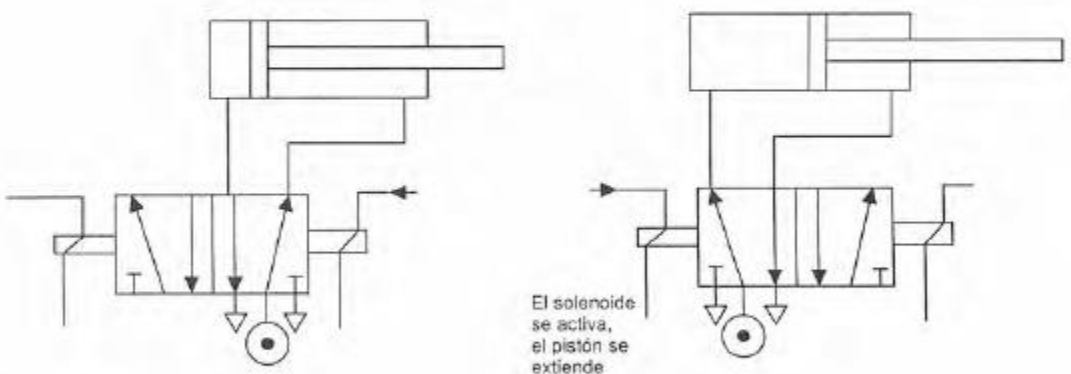 El solenoide
se activa,
el pistón se
extiende